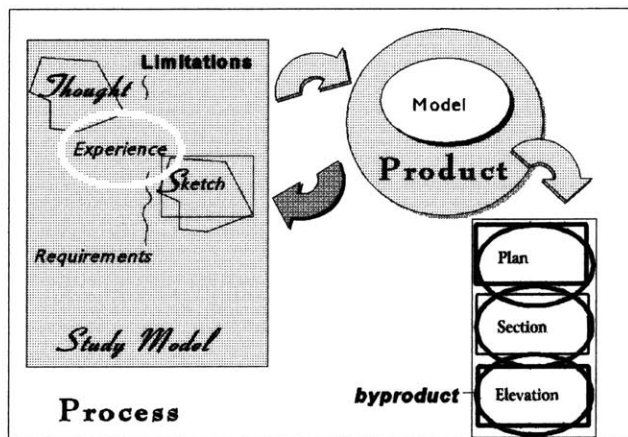 Limitations
Thought
Experience
Sketch
Requirements
Study Model
Process
Model
Product
Plan
Section
byproduct
Elevation